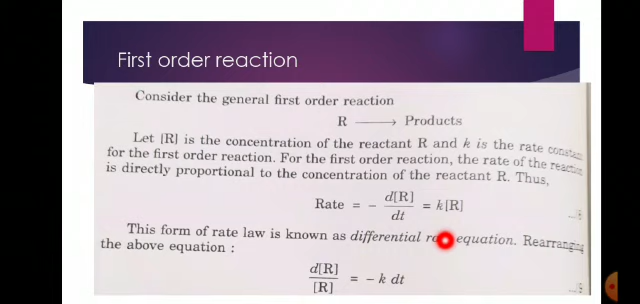 First order reaction
Consider the general first order reaction
R ⟶ Products
Let [R] is the concentration of the reactant R and k is the rate constant
for the first order reaction. For the first order reaction, the rate of the reaction
is directly proportional to the concentration of the reactant R. Thus,
Rate = − d[R]/dt = k[R]
This form of rate law is known as differential equation. Rearranging
the above equation :
d[R]/[R] = − k dt